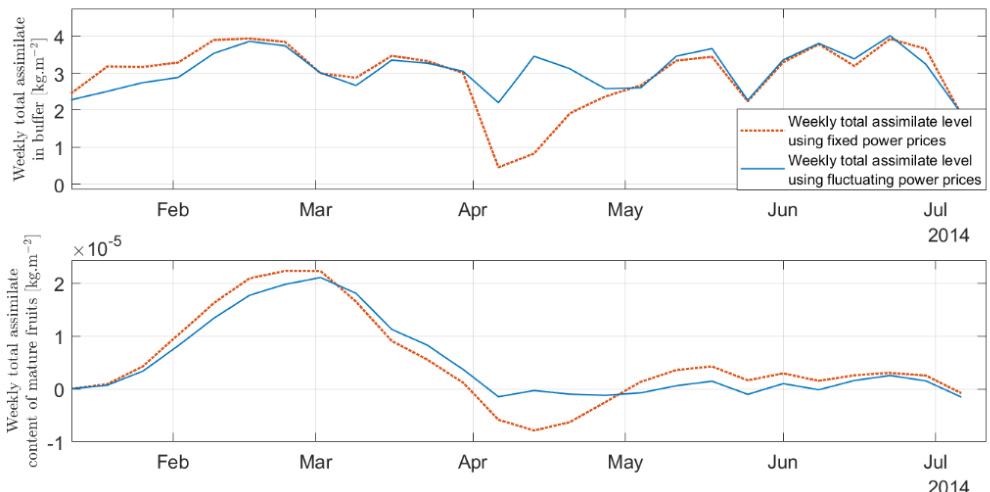 Weekly total assimilate
in buffer [kg.m−2]
4
3
2
1
0
Weekly total assimilate level
using fixed power prices
Weekly total assimilate level
using fluctuating power prices
Feb Mar Apr May Jun Jul
2014
×10-5
Weekly total assimilate
content of mature fruits [kg.m−2]
2
1
0
-1
Feb Mar Apr May Jun Jul
2014